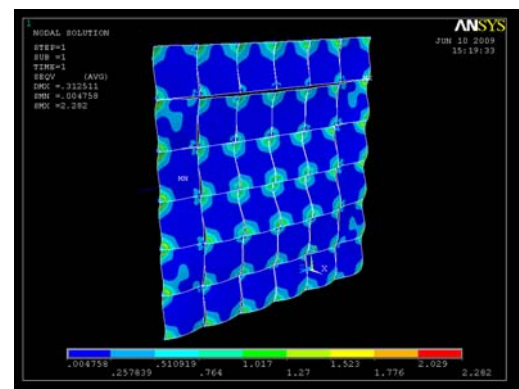 1
NODAL SOLUTION
STEP=1
SUB =1
TIME=1
SEQV (AVG)
DMX =.312511
SMN =.004758
SMX =2.282
ANSYS
JUN 10 2009
15:19:33
MN
X
.004758 .510919 1.017 1.523 2.029
.257839 .764 1.27 1.776 2.282